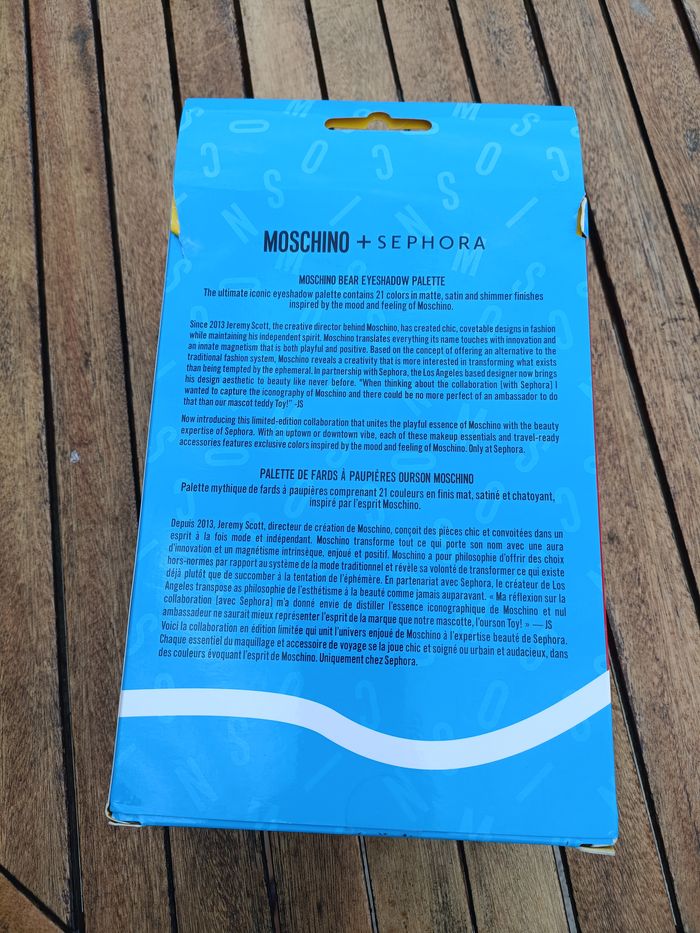 MOSCHINO + SEPHORA
MOSCHINO BEAR EYESHADOW PALETTE
The ultimate iconic eyeshadow palette contains 21 colors in matte, satin and shimmer finishes
inspired by the mood and feeling of Moschino.
Since 2013 Jeremy Scott, the creative director behind Moschino, has created chic, covetable designs in fashion
while maintaining his independent spirit. Moschino translates everything its name touches with innovation and
an innate magnetism that is both playful and positive. Based on the concept of offering an alternative to the
traditional fashion system, Moschino reveals a creativity that is more interested in transforming what exists
than being tempted by the ephemeral. In partnership with Sephora, the Los Angeles based designer now brings
his design aesthetic to beauty like never before. "When thinking about the collaboration [with Sephora] I
wanted to capture the iconography of Moschino and there could be no more perfect of an ambassador to do
that than our mascot teddy Toy!" -JS
Now introducing this limited-edition collaboration that unites the playful essence of Moschino with the beauty
expertise of Sephora. With an uptown or downtown vibe, each of these makeup essentials and travel-ready
accessories features exclusive colors inspired by the mood and feeling of Moschino. Only at Sephora.
PALETTE DE FARDS À PAUPIÈRES OURSON MOSCHINO
Palette mythique de fards à paupières comprenant 21 couleurs en finis mat, satiné et chatoyant,
inspiré par l'esprit Moschino.
Depuis 2013, Jeremy Scott, directeur de création de Moschino, conçoit des pièces chic et convoitées dans un
esprit à la fois mode et indépendant. Moschino transforme tout ce qui porte son nom avec une aura
d'innovation et un magnétisme intrinsèque, enjoué et positif. Moschino a pour philosophie d'offrir des choix
hors-normes par rapport au système de la mode traditionnel et révèle sa volonté de transformer ce qui existe
déjà plutôt que de succomber à la tentation de l'éphémère. En partenariat avec Sephora, le créateur de Los
Angeles transpose as philosophie de l'esthétisme à la beauté comme jamais auparavant. « Ma réflexion sur la
collaboration [avec Sephora] m'a donné envie de distiller l'essence iconographique de Moschino et nul
ambassadeur ne saurait mieux représenter l'esprit de la marque que notre mascotte, l'ourson Toy! » — JS
Voici la collaboration en édition limitée qui unit l'univers enjoué de Moschino à l'expertise beauté de Sephora.
Chaque essentiel du maquillage et accessoire de voyage se la joue chic et soigné ou urbain et audacieux, dans
des couleurs évoquant l'esprit de Moschino. Uniquement chez Sephora.